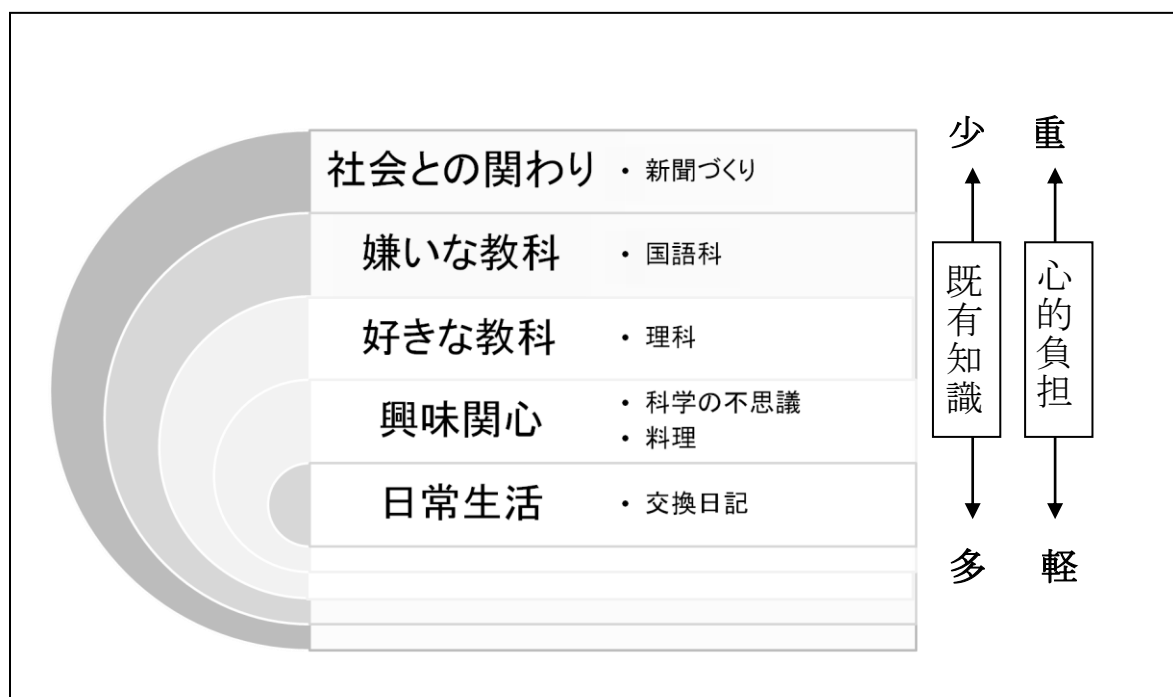 社会との関わり
・ 新聞づくり
嫌いな教科
・ 国語科
好きな教科
・ 理科
興味関心
・ 科学の不思議
・ 料理
日常生活
・ 交換日記
少
既有知識
多
重
心的負担
軽